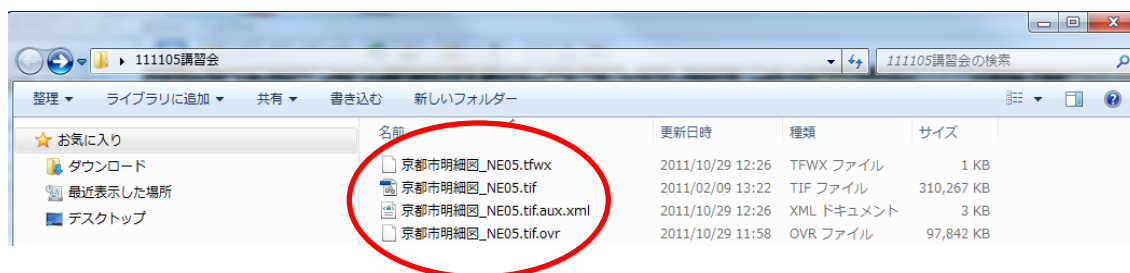 111105講習会
111105講習会の検索
整理 ライブラリに追加 共有 書き込む 新しいフォルダー
お気に入り
ダウンロード
最近表示した場所
デスクトップ
名前 更新日時 種類 サイズ
京都市明細図_NE05.tfwx 2011/10/29 12:26 TFWX ファイル 1 KB
京都市明細図_NE05.tif 2011/02/09 13:22 TIF ファイル 310,267 KB
京都市明細図_NE05.tif.aux.xml 2011/10/29 12:26 XML ドキュメント 3 KB
京都市明細図_NE05.tif.ovr 2011/10/29 11:58 OVR ファイル 97,842 KB